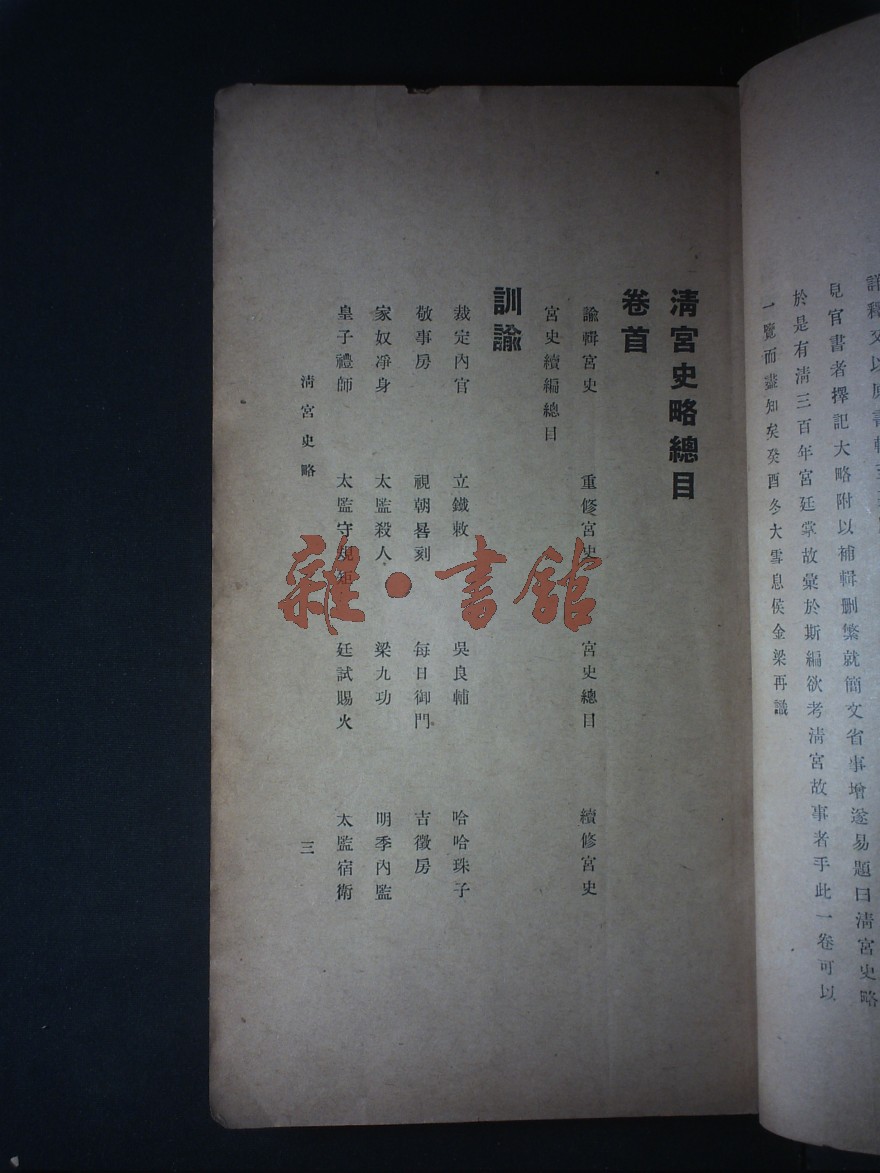 見官書者擇記大略附以補輯刪繁就簡文省事增遂易題曰清宮史略
於是有清三百年宮廷掌故彙於斯編欲考清宮故事者手此一卷可以
一覽而盡知矣癸酉冬大雪息侯金梁再識
清宮史略總目
卷首
諭輯宮史 重修宮史 宮史總目 續修宮史
宮史續編總目
訓諭
裁定內官 立鐵敕 吳良輔 哈哈珠子
敬事房 視朝晷刻 每日御門 吉徵房
家奴凈身 太監殺人 梁九功 明季內監
皇子禮師 太監守規矩 廷試賜火 太監宿衛
清宮史略 三
雜·書館